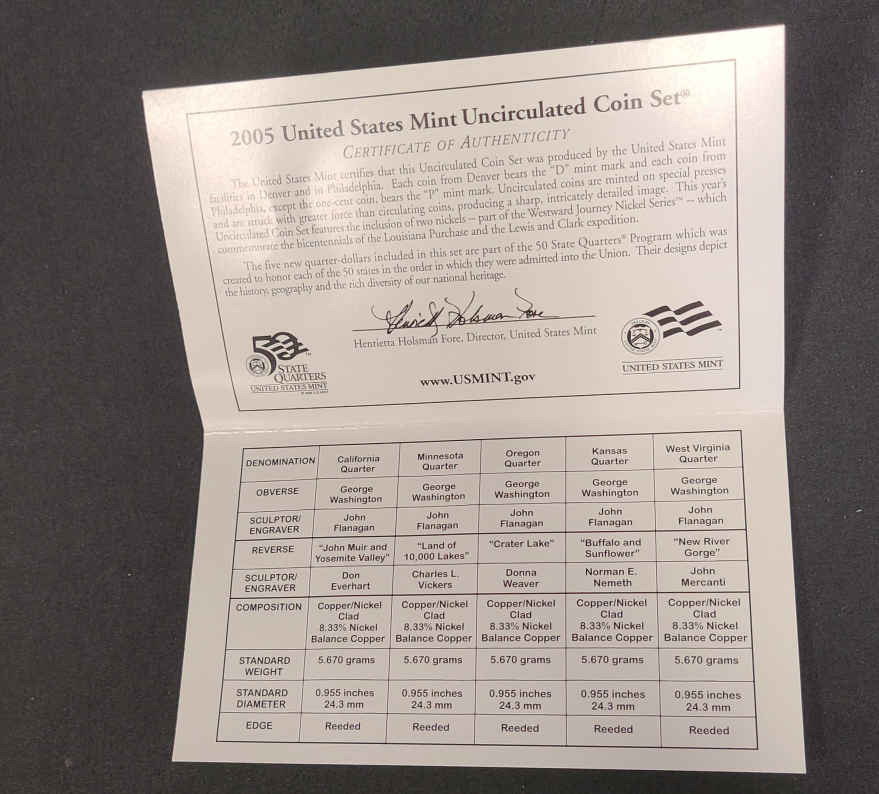 2005 United States Mint Uncirculated Coin Set®
CERTIFICATE OF AUTHENTICITY
The United States Mint certifies that this Uncirculated Coin Set was produced by the United States Mint
facilities in Denver and in Philadelphia. Each coin from Denver bears the "D" mint mark and each coin from
Philadelphia, except the one-cent coin, bears the "P" mint mark. Uncirculated coins are minted on special presses
and are struck with greater force than circulating coins, producing a sharp, intricately detailed image. This year's
Uncirculated Coin Set features the inclusion of two nickels -- part of the Westward Journey Nickel Series™ -- which
commemorate the bicentennials of the Louisiana Purchase and the Lewis and Clark expedition.
The five new quarter-dollars included in this set are part of the 50 State Quarters® Program which was
created to honor each of the 50 states in the order in which they were admitted into the Union. Their designs depict
the history, geography and the rich diversity of our national heritage.
Henrietta Holsman Fore
Henrietta Holsman Fore, Director, United States Mint
www.USMINT.gov
50
STATE
QUARTERS
UNITED STATES MINT
UNITED STATES MINT
DENOMINATION California Quarter Minnesota Quarter Oregon Quarter Kansas Quarter West Virginia Quarter
OBVERSE George Washington George Washington George Washington George Washington George Washington
SCULPTOR/ENGRAVER John Flanagan John Flanagan John Flanagan John Flanagan John Flanagan
REVERSE "John Muir and Yosemite Valley" "Land of 10,000 Lakes" "Crater Lake" "Buffalo and Sunflower" "New River Gorge"
SCULPTOR/ENGRAVER Don Everhart Charles L. Vickers Donna Weaver Norman E. Nemeth John Mercanti
COMPOSITION Copper/Nickel Clad 8.33% Nickel Balance Copper Copper/Nickel Clad 8.33% Nickel Balance Copper Copper/Nickel Clad 8.33% Nickel Balance Copper Copper/Nickel Clad 8.33% Nickel Balance Copper Copper/Nickel Clad 8.33% Nickel Balance Copper
STANDARD WEIGHT 5.670 grams 5.670 grams 5.670 grams 5.670 grams 5.670 grams
STANDARD DIAMETER 0.955 inches 24.3 mm 0.955 inches 24.3 mm 0.955 inches 24.3 mm 0.955 inches 24.3 mm 0.955 inches 24.3 mm
EDGE Reeded Reeded Reeded Reeded Reeded